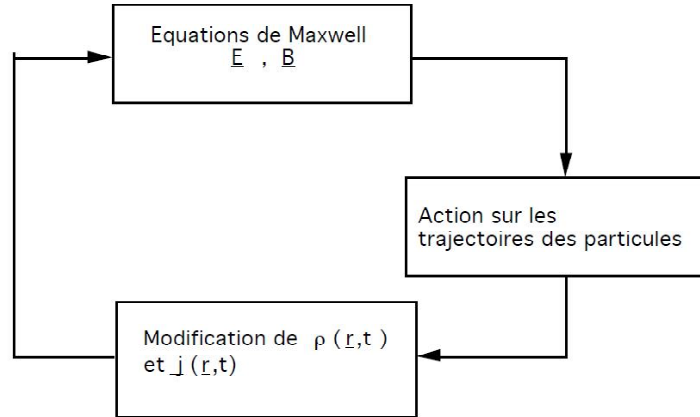 Equations de Maxwell
E , B
Action sur les
trajectoires des particules
Modification de ρ ( r,t )
et j ( r,t)